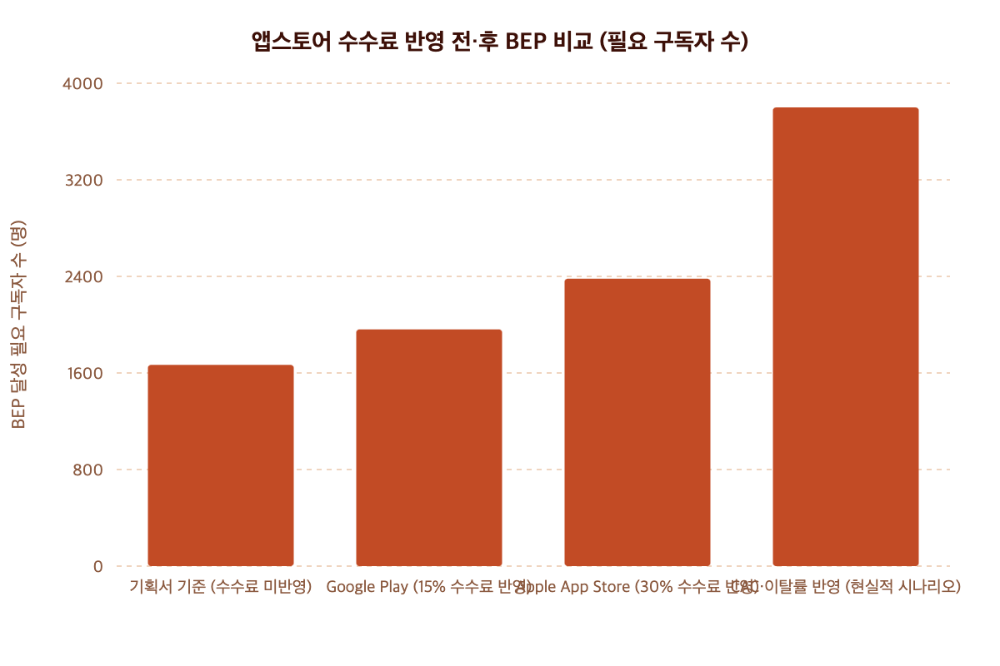 앱스토어 수수료 반영 전·후 BEP 비교 (필요 구독자 수)
BEP 달성 필요 구독자 수 (명)
4000
3200
2400
1600
800
0
기획서 기준 (수수료 미반영)
Google Play (15% 수수료 반영)
Apple App Store (30% 수수료 반영)
CAC·이탈률 반영 (현실적 시나리오)